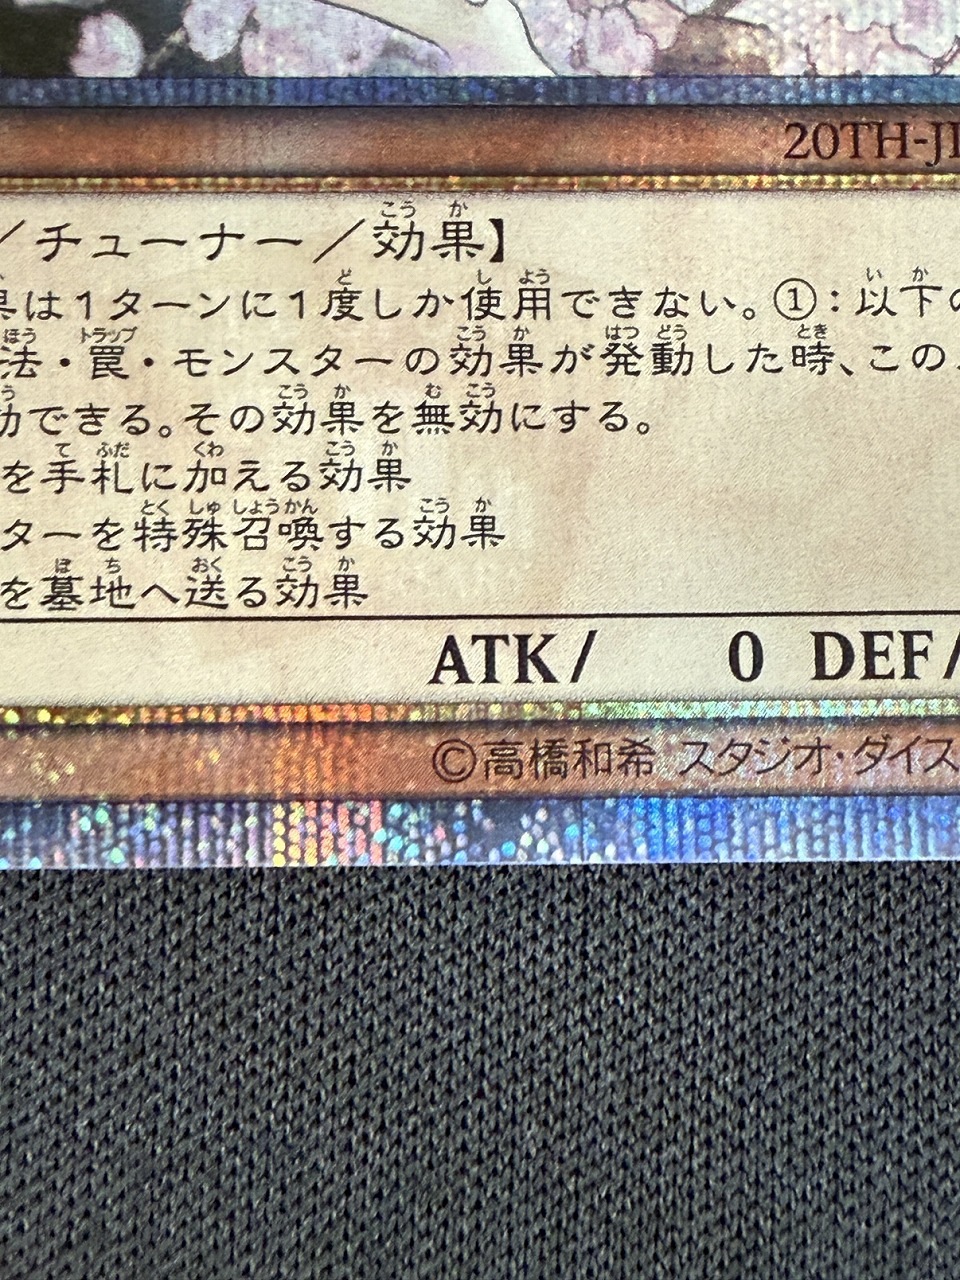 20TH-J
／チューナー／効果】
果は１ターンに１度しか使用できない。①：以下の
法・罠・モンスターの効果が発動した時、この
動できる。その効果を無効にする。
を手札に加える効果
ターを特殊召喚する効果
を墓地へ送る効果
ATK/ 0 DEF/
©高橋和希 スタジオ・ダイス